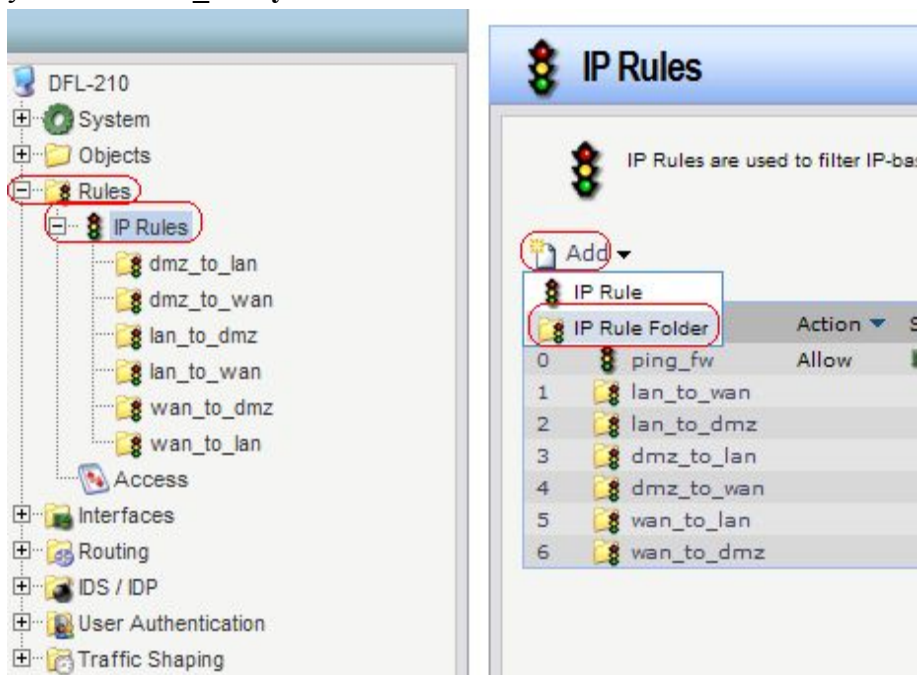 DFL-210
System
Objects
Rules
IP Rules
dmz_to_lan
dmz_to_wan
lan_to_dmz
lan_to_wan
wan_to_dmz
wan_to_lan
Access
Interfaces
Routing
IDS / IDP
User Authentication
Traffic Shaping
IP Rules
IP Rules are used to filter IP-bas
Add
IP Rule
IP Rule Folder Action
0 ping_fw Allow
1 lan_to_wan
2 lan_to_dmz
3 dmz_to_lan
4 dmz_to_wan
5 wan_to_lan
6 wan_to_dmz